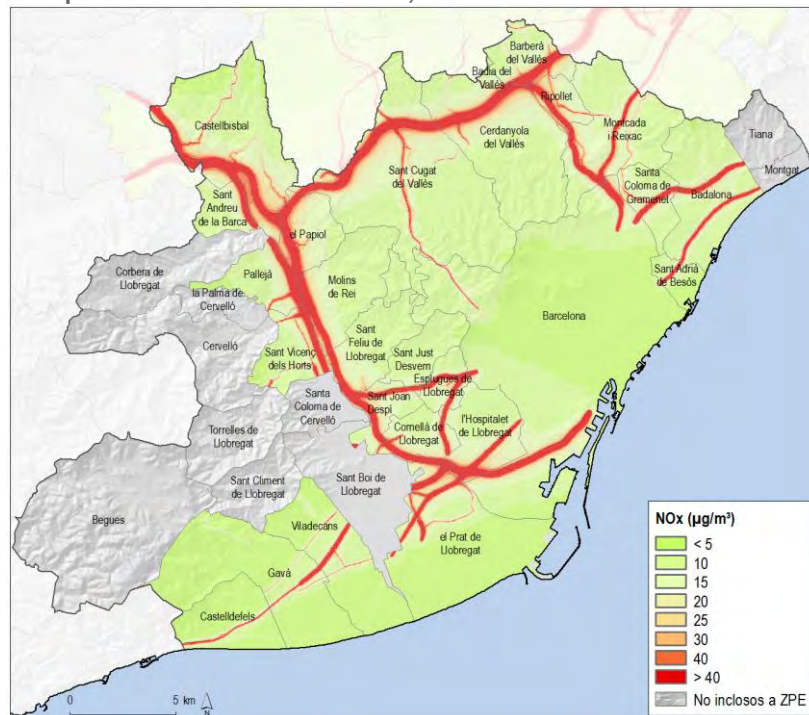 Barberà
del Vallès
Badia del
Vallès
Ripollet
Castellbisbal
Montcada
i Reixac
Cerdanyola
del Vallès
Tiana
Montgat
Sant Cugat
del Vallès
Santa
Coloma de
Gramenet
Badalona
Sant
Andreu
de la Barca
el Papiol
Corbera de
Llobregat
Pallejà
Molins
de Rei
Sant Adrià
de Besòs
la Palma de
Cervelló
Barcelona
Cervelló
Sant
Feliu de
Llobregat
Sant Vicenç
dels Horts
Sant Just
Desvern
Esplugues de
Llobregat
Santa
Coloma de
Cervelló
Sant Joan
Despí
Cornellà de
Llobregat
l'Hospitalet
de Llobregat
Torrelles de
Llobregat
Sant Climent
de Llobregat
Sant Boi de
Llobregat
Begues
Viladecans
el Prat de
Llobregat
Gavà
Castelldefels
NOx (µg/m³)
< 5
10
15
20
25
30
40
> 40
No inclosos a ZPE
0 5 km
N